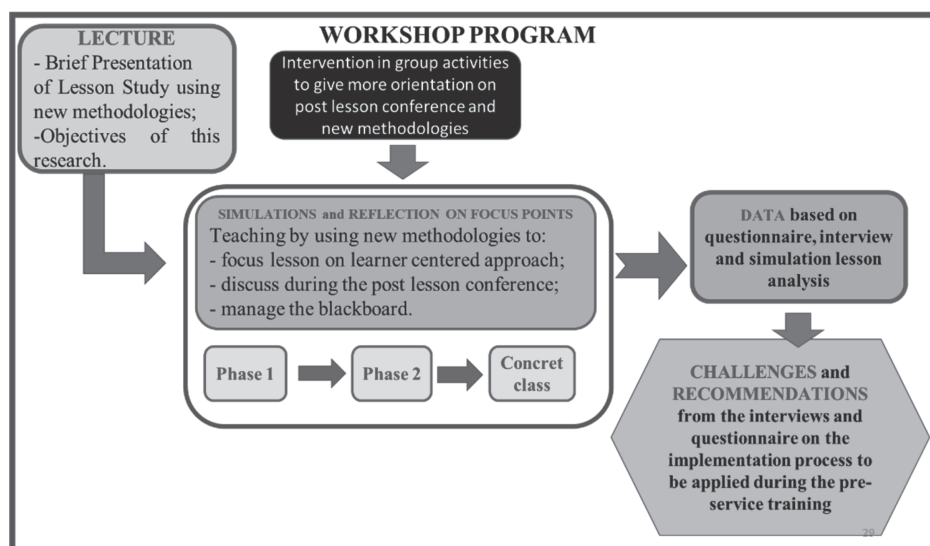 WORKSHOP PROGRAM
LECTURE
- Brief Presentation
of Lesson Study using
new methodologies;
-Objectives of this
research.
Intervention in group activities
to give more orientation on
post lesson conference and
new methodologies
SIMULATIONS and REFLECTION ON FOCUS POINTS
Teaching by using new methodologies to:
- focus lesson on learner centered approach;
- discuss during the post lesson conference;
- manage the blackboard.
Phase 1
Phase 2
Concret
class
DATA based on
questionnaire, interview
and simulation lesson
analysis
CHALLENGES and
RECOMMENDATIONS
from the interviews and
questionnaire on the
implementation process to
be applied during the pre-
service training
29